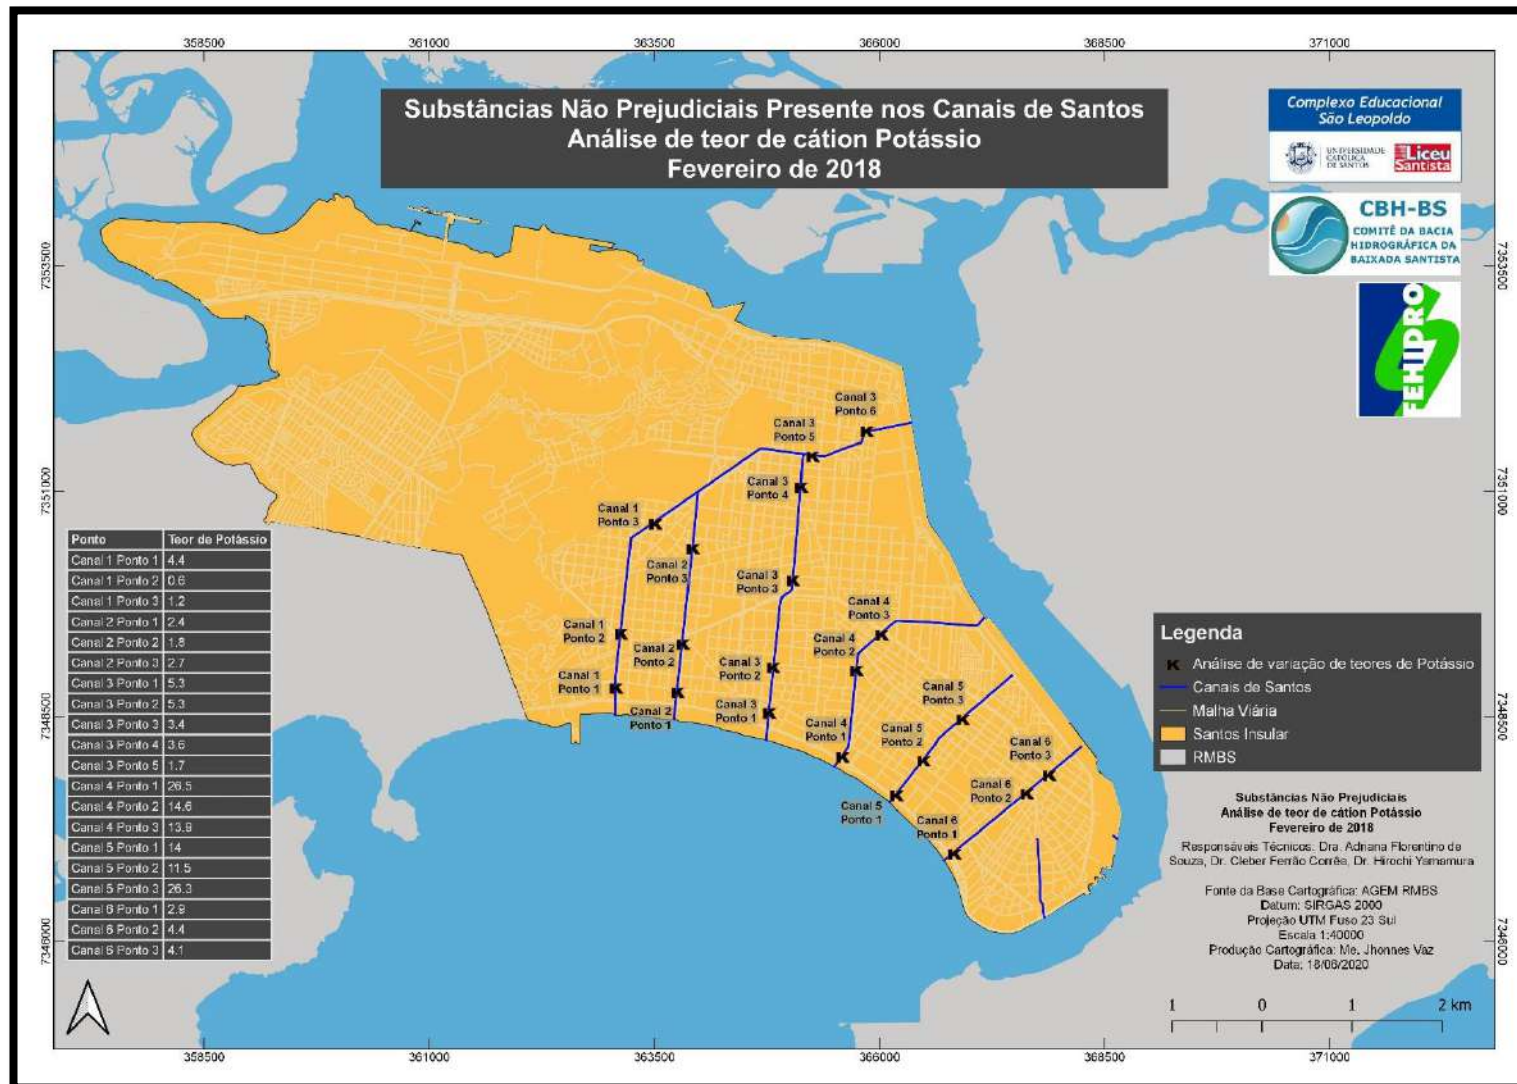 358500 361000 363500 366000 368500 371000
Substâncias Não Prejudiciais Presente nos Canais de Santos
Análise de teor de cátion Potássio
Fevereiro de 2018
Complexo Educacional
São Leopoldo
UNIVERSIDADE
CATÓLICA
DE SANTOS
Liceu
Santista
CBH-BS
COMITÊ DA BACIA
HIDROGRÁFICA DA
BAIXADA SANTISTA
FEHIPRO
7353500
7353500
7351000
7351000
7348500
7348500
7346000
7346000
Canal 3
Ponto 6
Canal 3
Ponto 5
Canal 3
Ponto 4
Canal 1
Ponto 3
Canal 2
Ponto 3
Canal 3
Ponto 3
Canal 4
Ponto 3
Canal 1
Ponto 2
Canal 2
Ponto 2
Canal 3
Ponto 2
Canal 4
Ponto 2
Canal 1
Ponto 1
Canal 2
Ponto 1
Canal 3
Ponto 1
Canal 4
Ponto 1
Canal 5
Ponto 3
Canal 5
Ponto 2
Canal 5
Ponto 1
Canal 6
Ponto 3
Canal 6
Ponto 2
Canal 6
Ponto 1
Ponto Teor de Potássio
Canal 1 Ponto 1 4.4
Canal 1 Ponto 2 0.6
Canal 1 Ponto 3 1.2
Canal 2 Ponto 1 2.4
Canal 2 Ponto 2 1.8
Canal 2 Ponto 3 2.7
Canal 3 Ponto 1 5.3
Canal 3 Ponto 2 5.3
Canal 3 Ponto 3 3.4
Canal 3 Ponto 4 3.6
Canal 3 Ponto 5 1.7
Canal 4 Ponto 1 26.5
Canal 4 Ponto 2 14.6
Canal 4 Ponto 3 13.9
Canal 5 Ponto 1 14
Canal 5 Ponto 2 11.5
Canal 5 Ponto 3 26.3
Canal 6 Ponto 1 2.9
Canal 6 Ponto 2 4.4
Canal 6 Ponto 3 4.1
Legenda
K Análise de variação de teores de Potássio
Canais de Santos
Malha Viária
Santos Insular
RMBS
Substâncias Não Prejudiciais
Análise de teor de cátion Potássio
Fevereiro de 2018
Responsáveis Técnicos: Dra. Adriana Florentino de
Souza, Dr. Cleber Ferrão Corrêa, Dr. Hirochi Yamamura
Fonte da Base Cartográfica: AGEM RMBS
Datum: SIRGAS 2000
Projeção UTM Fuso 23 Sul
Escala 1:40000
Produção Cartográfica: Me. Jhonnes Vaz
Data: 18/06/2020
1 0 1 2 km
358500 361000 363500 366000 368500 371000